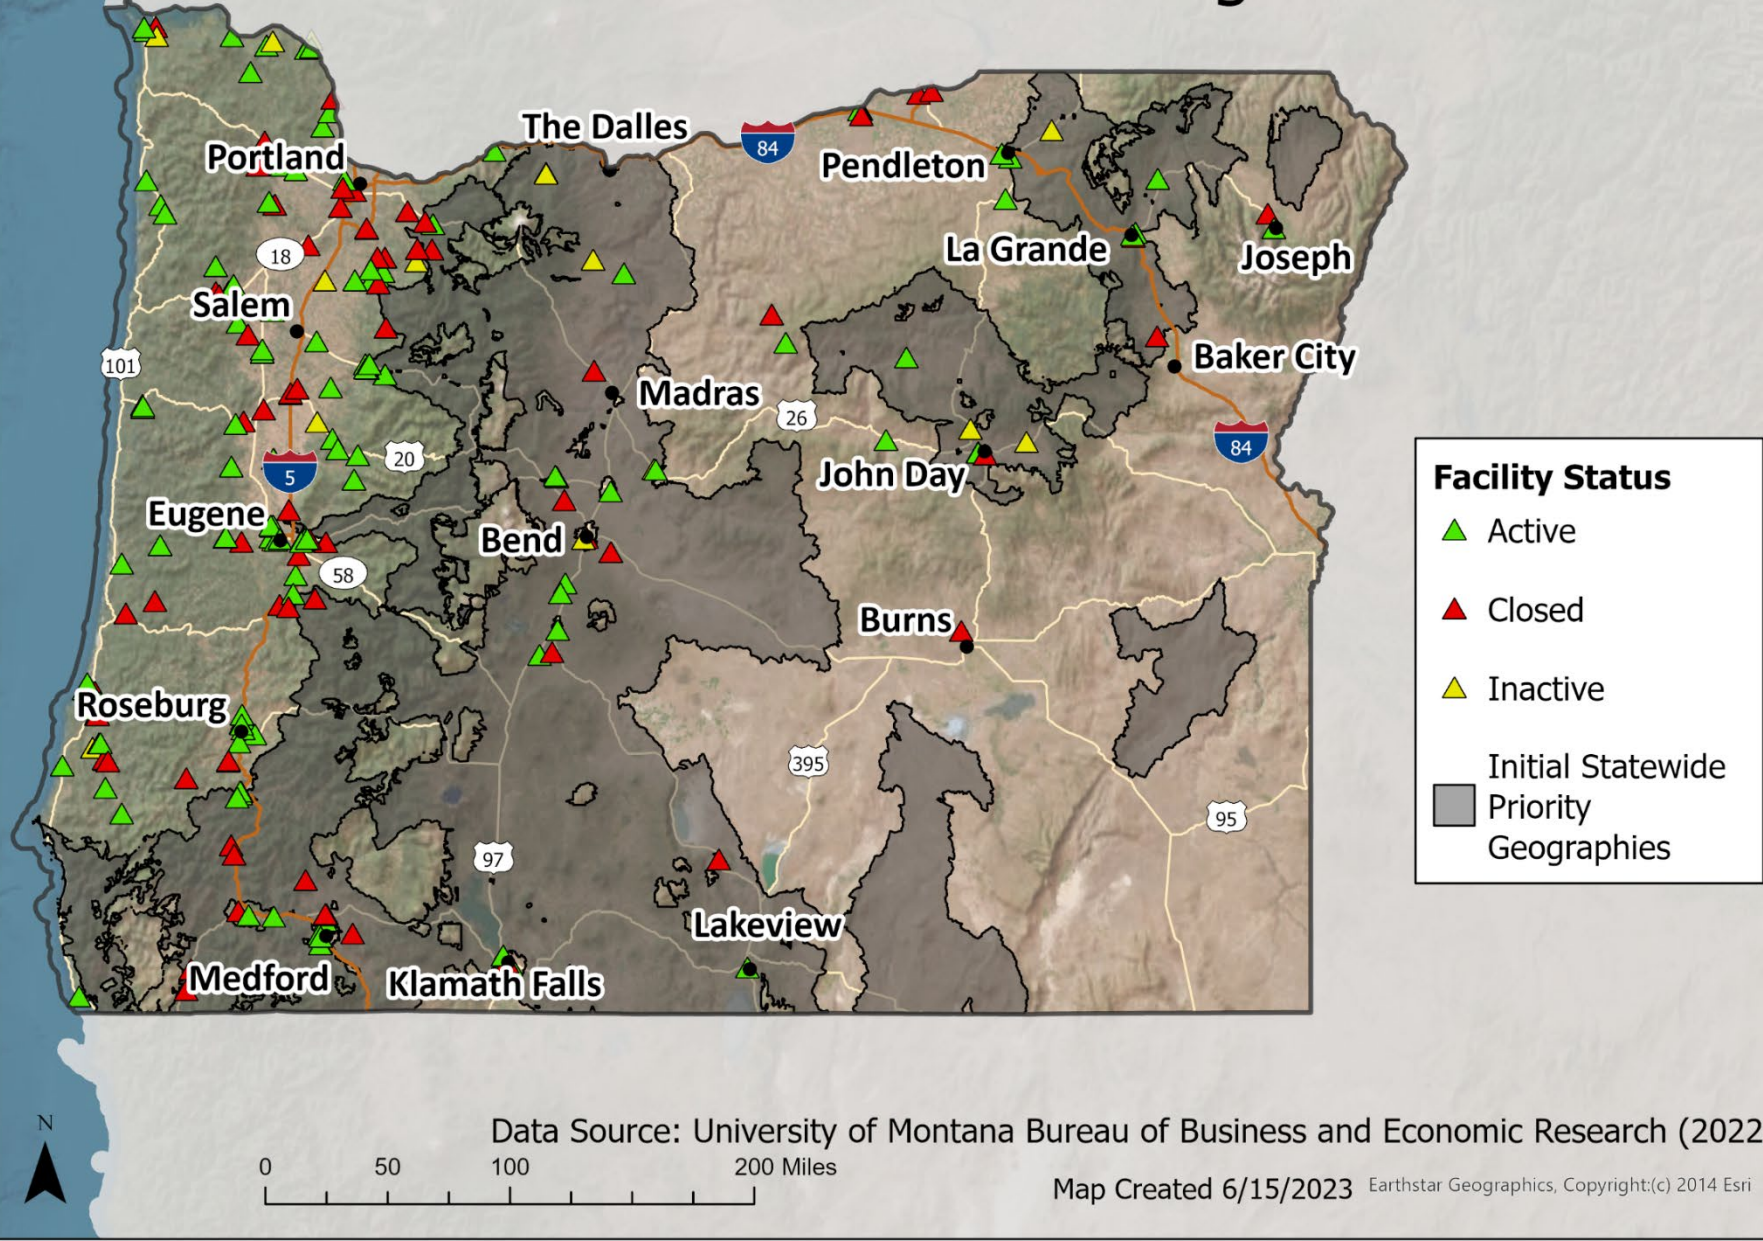 g
The Dalles
84
Portland
Pendleton
18
La Grande
Joseph
Salem
101
Baker City
Madras
26
84
20
5
John Day
Eugene
Bend
58
Burns
Roseburg
395
95
97
Lakeview
Medford
Klamath Falls
Facility Status
Active
Closed
Inactive
Initial Statewide
Priority
Geographies
N
Data Source: University of Montana Bureau of Business and Economic Research (2022
0 50 100 200 Miles
Map Created 6/15/2023
Earthstar Geographics, Copyright:(c) 2014 Esri